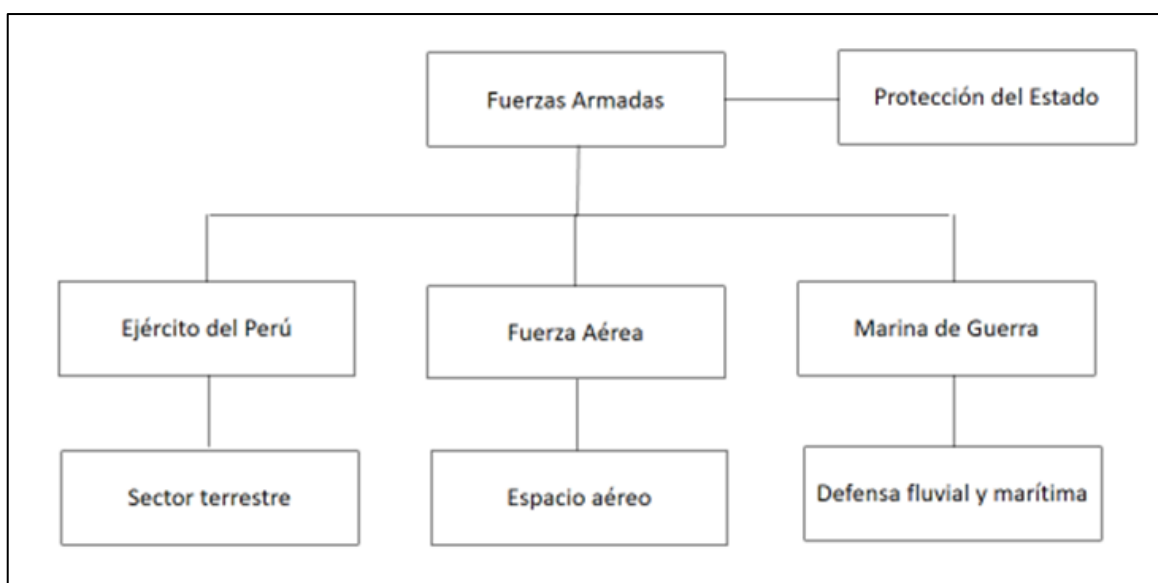 Fuerzas Armadas
Protección del Estado
Ejército del Perú
Fuerza Aérea
Marina de Guerra
Sector terrestre
Espacio aéreo
Defensa fluvial y marítima